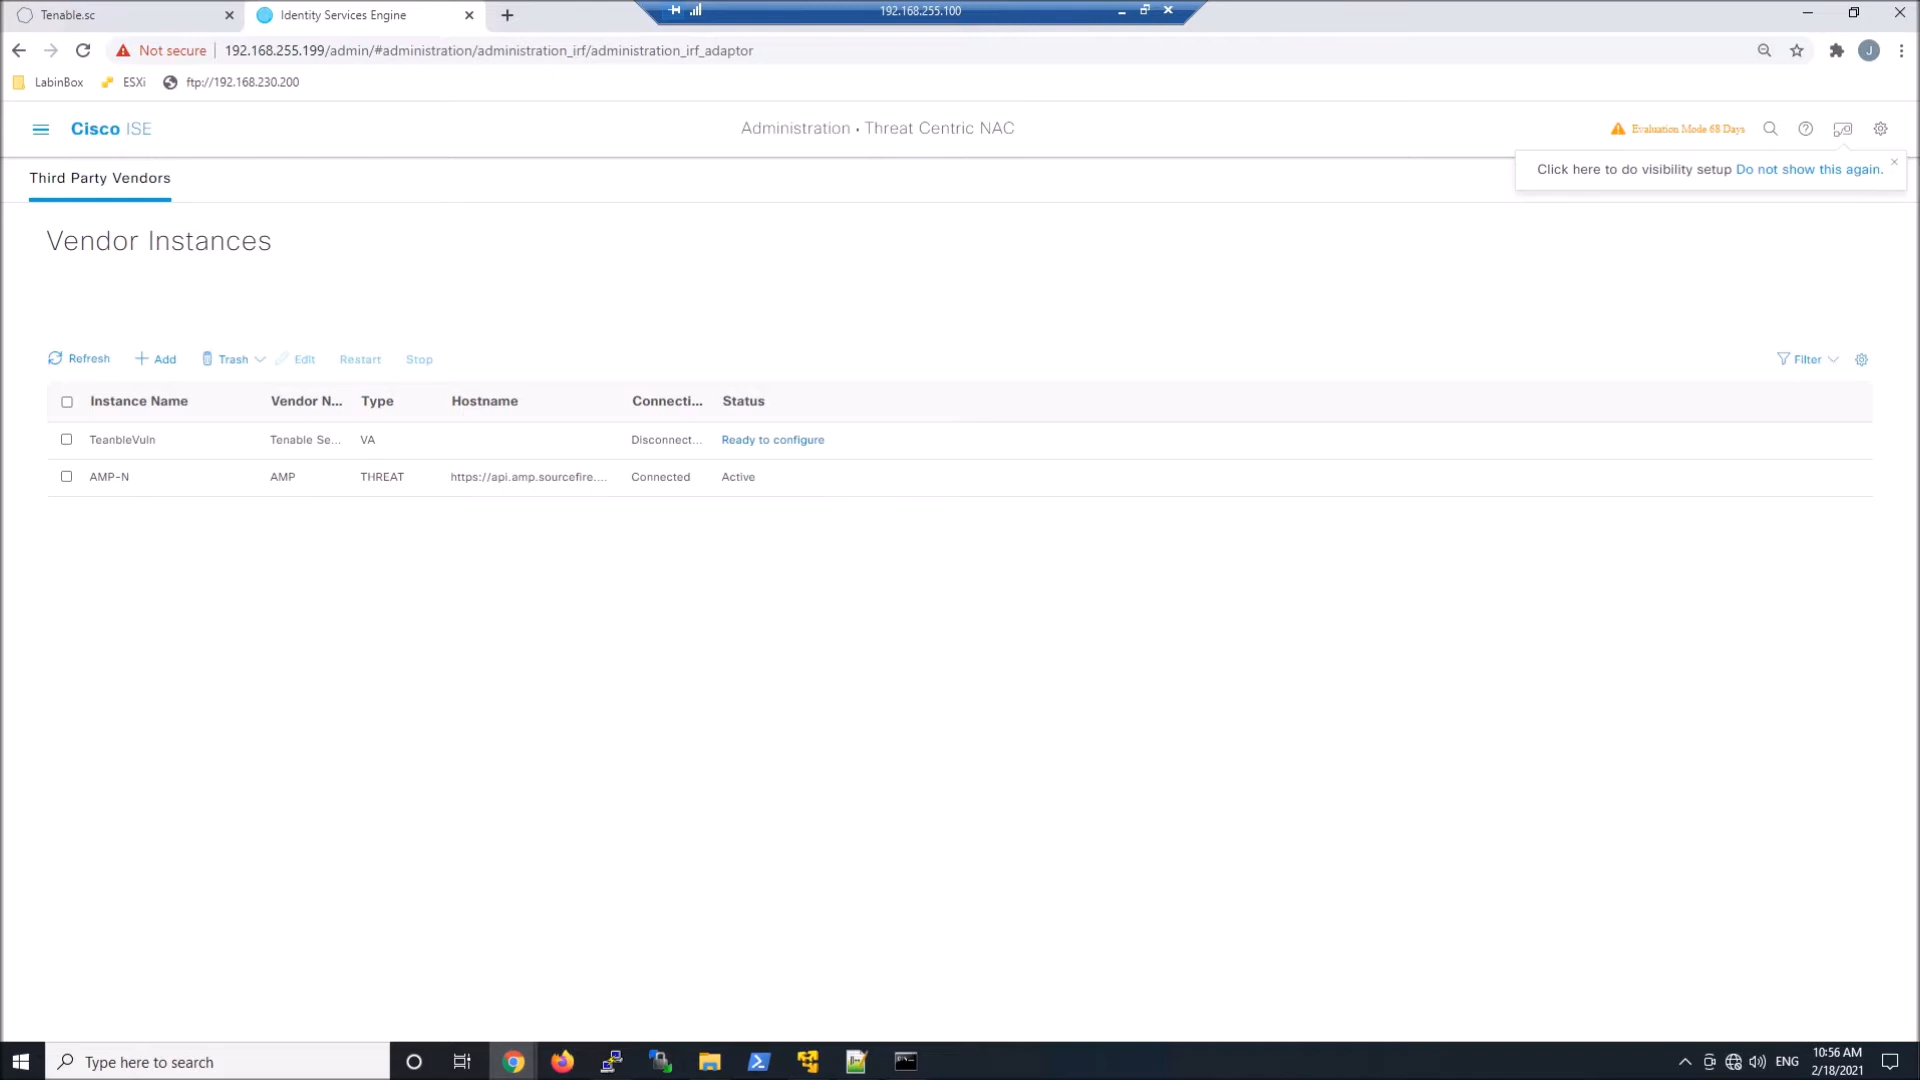 Tenable.sc
Identity Services Engine
192.168.255.100
Not secure
192.168.255.199/admin/#administration/administration_irf/administration_irf_adaptor
J
LabinBox
ESXi
ftp://192.168.230.200
Cisco ISE
Administration • Threat Centric NAC
Evaluation Mode 68 Days
Click here to do visibility setup Do not show this again.
Third Party Vendors
Vendor Instances
Refresh
Add
Trash
Edit
Restart
Stop
Filter
Instance Name Vendor N... Type Hostname Connecti... Status
TeanbleVuln Tenable Se... VA Disconnect... Ready to configure
AMP-N AMP THREAT https://api.amp.sourcefire.... Connected Active
Type here to search
ENG
10:56 AM
2/18/2021